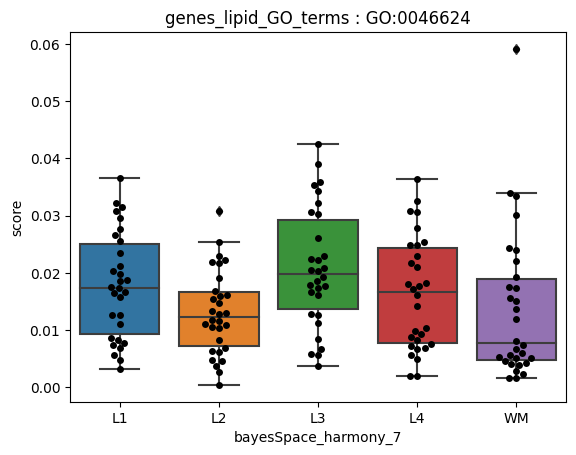 genes_lipid_GO_terms : GO:0046624
0.06
0.05
0.04
0.03
0.02
0.01
0.00
score
L1 L2 L3 L4 WM
bayesSpace_harmony_7